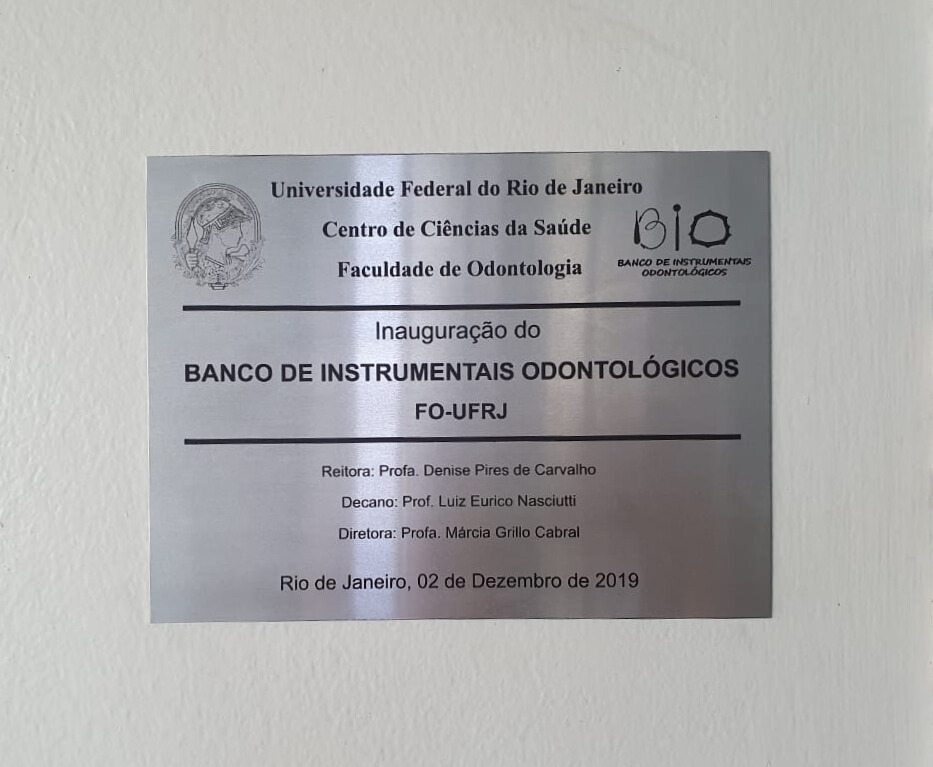 Universidade Federal do Rio de Janeiro
Centro de Ciências da Saúde
Faculdade de Odontologia
BIO
BANCO DE INSTRUMENTAIS
ODONTOLÓGICOS
Inauguração do
BANCO DE INSTRUMENTAIS ODONTOLÓGICOS
FO-UFRJ
Reitora: Profa. Denise Pires de Carvalho
Decano: Prof. Luiz Eurico Nasciutti
Diretora: Profa. Márcia Grillo Cabral
Rio de Janeiro, 02 de Dezembro de 2019